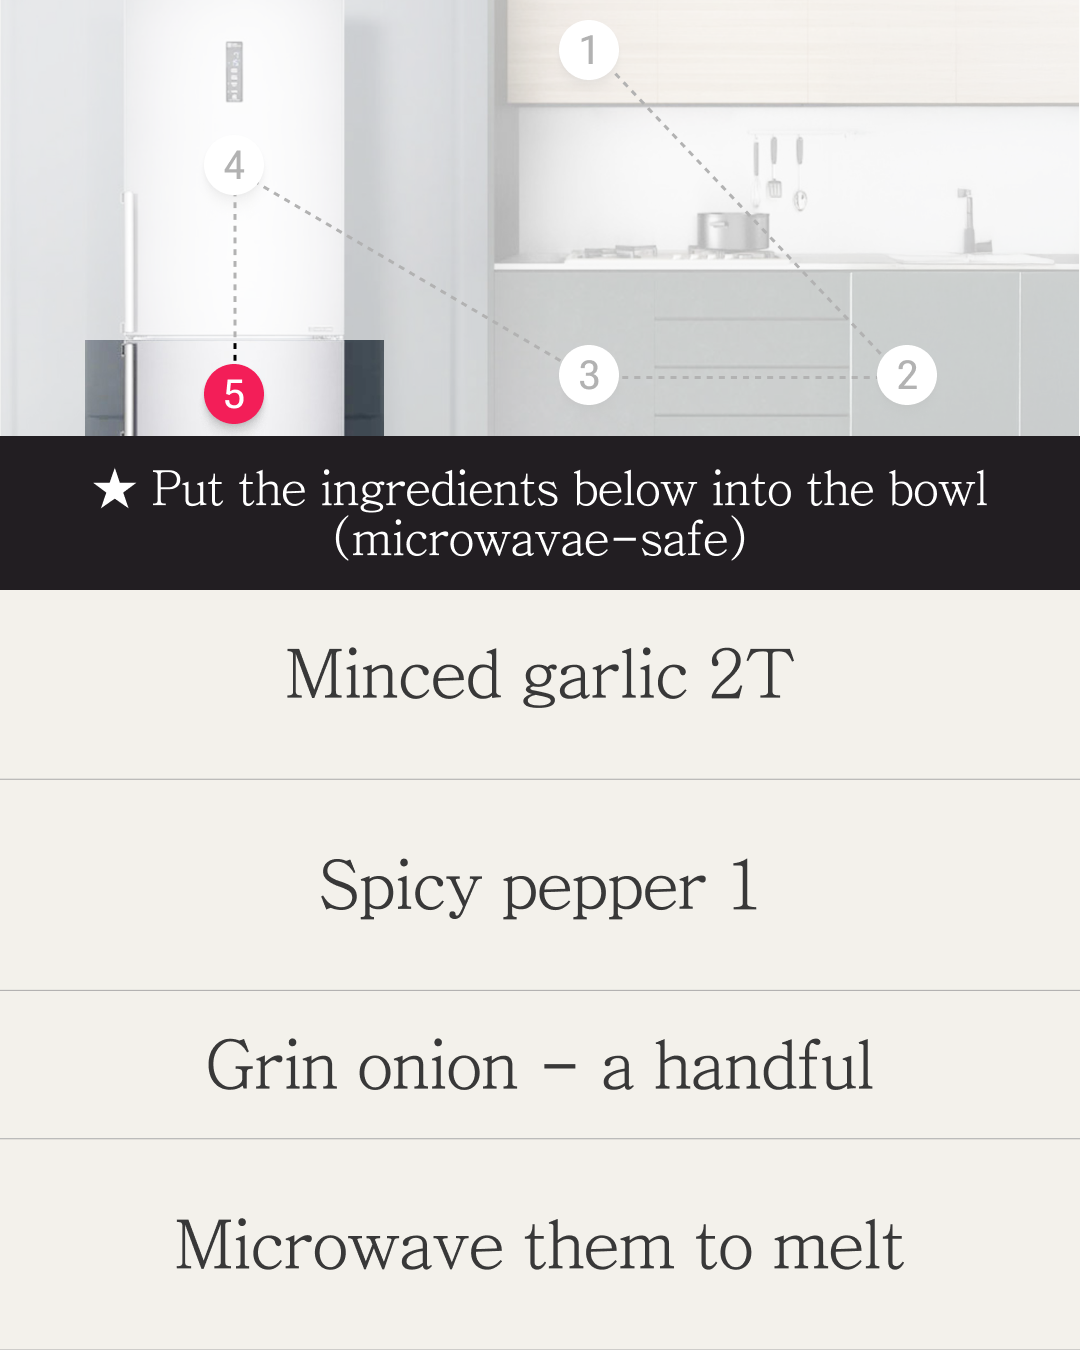 1
4
3
2
5
★ Put the ingredients below into the bowl
(microwavae-safe)
Minced garlic 2T
Spicy pepper 1
Grin onion - a handful
Microwave them to melt